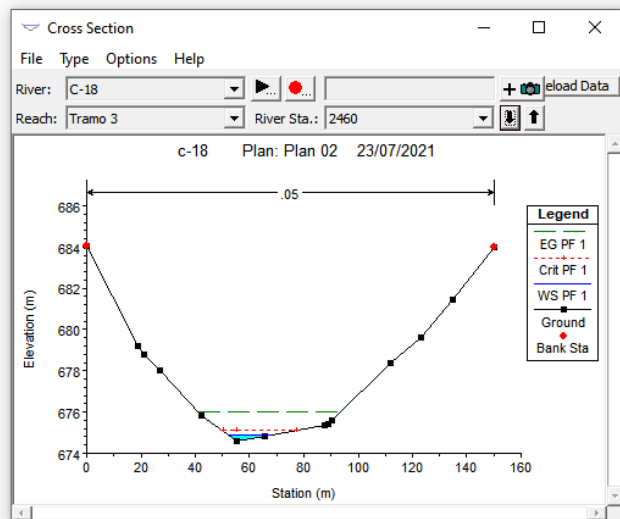 Cross Section
File Type Options Help
River: C-18 eload Data
Reach: Tramo 3 River Sta.: 2460
c-18 Plan: Plan 02 23/07/2021
.05
686
684
682
680
678
676
674
Elevation (m)
0 20 40 60 80 100 120 140 160
Station (m)
Legend
EG PF 1
Crit PF 1
WS PF 1
Ground
Bank Sta